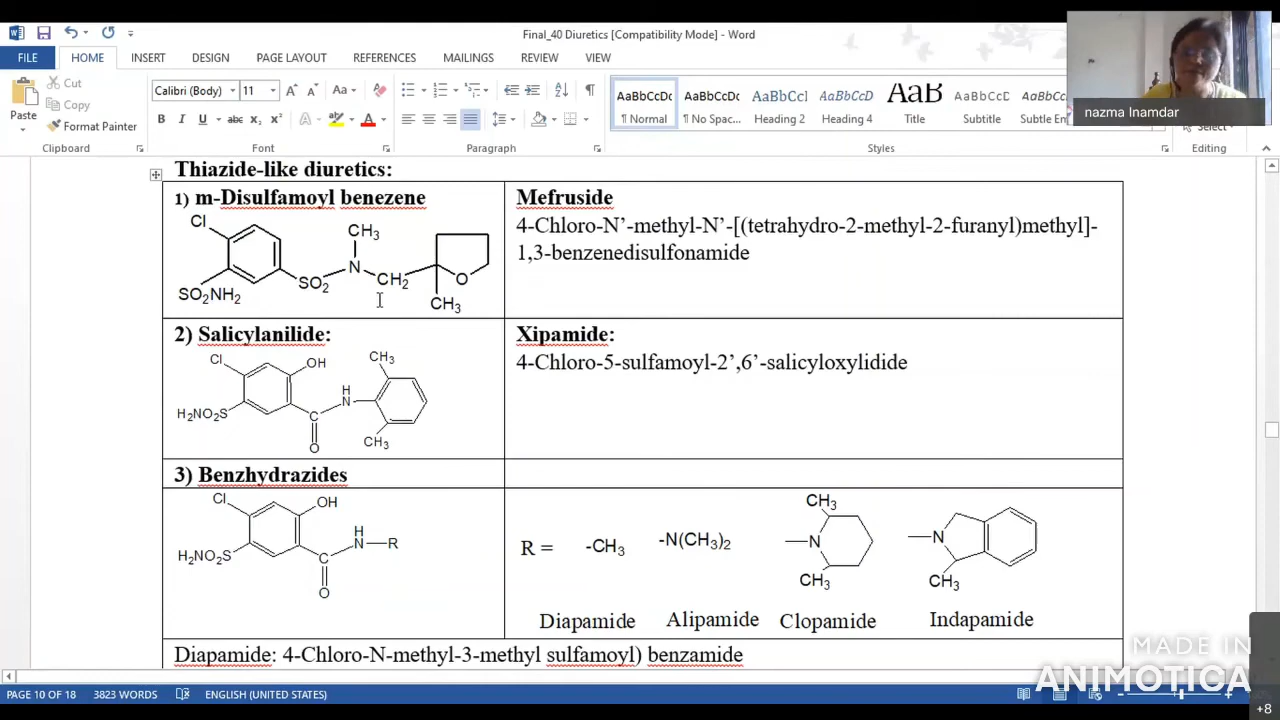 Final_40 Diuretics [Compatibility Mode] - Word
FILE
HOME
INSERT
DESIGN
PAGE LAYOUT
REFERENCES
MAILINGS
REVIEW
VIEW
nazma Inamdar
Paste
Cut
Copy
Format Painter
Clipboard
Calibri (Body)
11
Font
Paragraph
AaBbCcDc
¶ Normal
AaBbCcDc
¶ No Spac...
AaBbCcl
Heading 2
AaBbCcDc
Heading 4
AaB
Title
AaBbCcD
Subtitle
AaBbCcDc
Subtle Em
Styles
Select
Editing
Thiazide-like diuretics:
1) m-Disulfamoyl benezene
Cl
CH3
N
CH2
O
SO2NH2
SO2
CH3
Mefruside
4-Chloro-N’-methyl-N’-[(tetrahydro-2-methyl-2-furanyl)methyl]-
1,3-benzenedisulfonamide
2) Salicylanilide:
Cl
OH
CH3
H
N
H2NO2S
C
O
CH3
Xipamide:
4-Chloro-5-sulfamoyl-2’,6’-salicyloxylidide
3) Benzhydrazides
Cl
OH
H
N
R
H2NO2S
C
O
R =
-CH3
-N(CH3)2
CH3
N
CH3
N
CH3
Diapamide
Alipamide
Clopamide
Indapamide
Diapamide: 4-Chloro-N-methyl-3-methyl sulfamoyl) benzamide
MADE IN
ANIMOTICA
PAGE 10 OF 18
3823 WORDS
ENGLISH (UNITED STATES)
+8